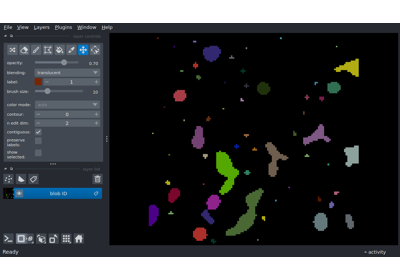 File View Layers Plugins Window Help
opacity: 0.70
blending: translucent
label: 1
brush size: 10
color mode:
contour: 0
n edit dim: 2
contiguous:
preserve labels:
show selected:
blob ID
Ready
activity